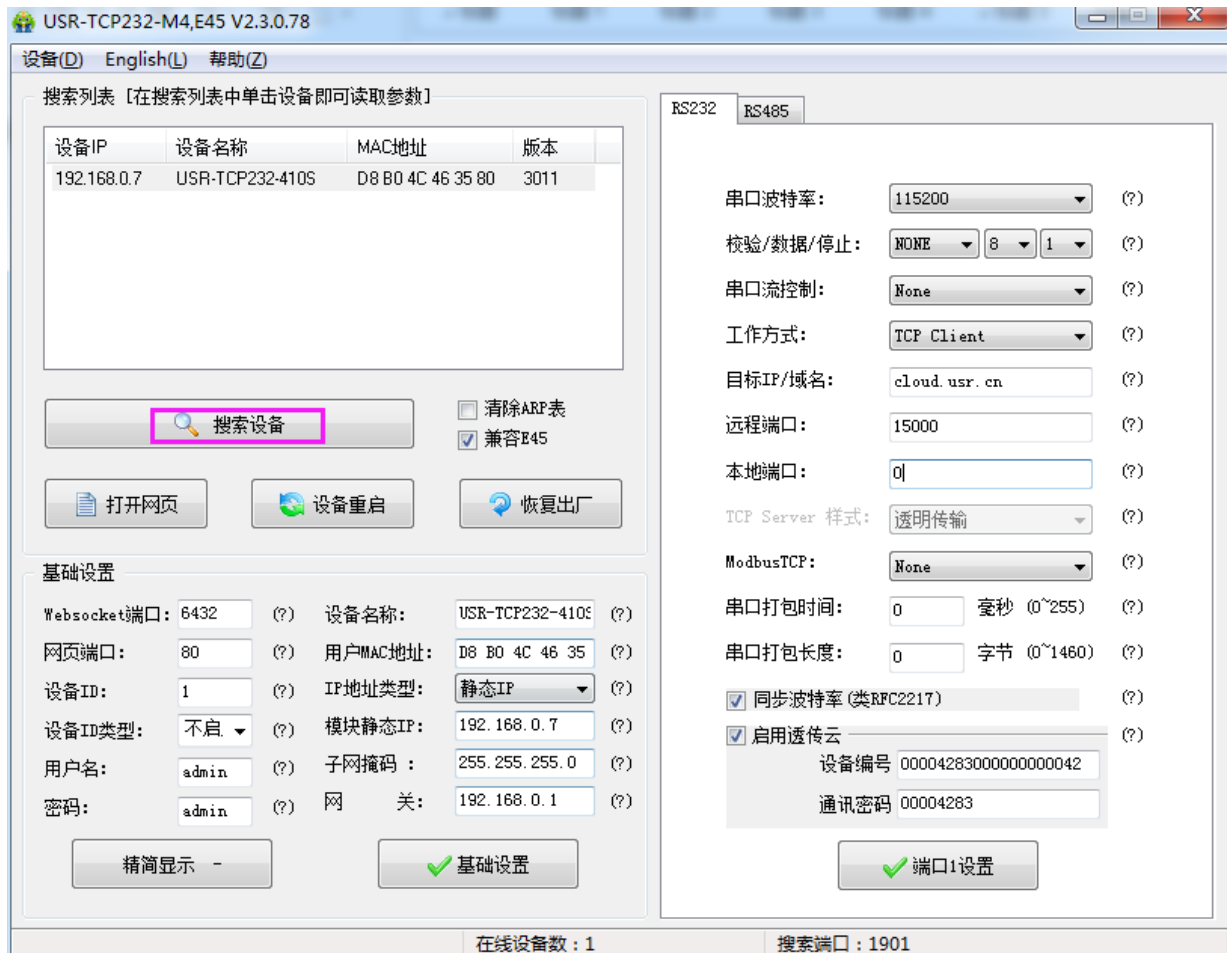 USR-TCP232-M4,E45 V2.3.0.78
设备(D) English(L) 帮助(Z)
搜索列表 [在搜索列表中单击设备即可读取参数]
设备IP 设备名称 MAC地址 版本
192.168.0.7 USR-TCP232-410S D8 B0 4C 46 35 80 3011
搜索设备
清除ARP表
兼容E45
打开网页 设备重启 恢复出厂
基础设置
Websocket端口: 6432 (?) 设备名称: USR-TCP232-410S (?)
网页端口: 80 (?) 用户MAC地址: D8 B0 4C 46 35 (?)
设备ID: 1 (?) IP地址类型: 静态IP (?)
设备ID类型: 不启. (?) 模块静态IP: 192.168.0.7 (?)
用户名: admin (?) 子网掩码 : 255.255.255.0 (?)
密码: admin (?) 网 关: 192.168.0.1 (?)
精简显示 - 基础设置
RS232 RS485
串口波特率: 115200 (?)
校验/数据/停止: NONE 8 1 (?)
串口流控制: None (?)
工作方式: TCP Client (?)
目标IP/域名: cloud.usr.cn (?)
远程端口: 15000 (?)
本地端口: 0 (?)
TCP Server 样式: 透明传输 (?)
ModbusTCP: None (?)
串口打包时间: 0 毫秒 (0~255) (?)
串口打包长度: 0 字节 (0~1460) (?)
同步波特率(类RFC2217) (?)
启用透传云 (?)
设备编号 00004283000000000042
通讯密码 00004283
端口1设置
在线设备数：1 搜索端口：1901